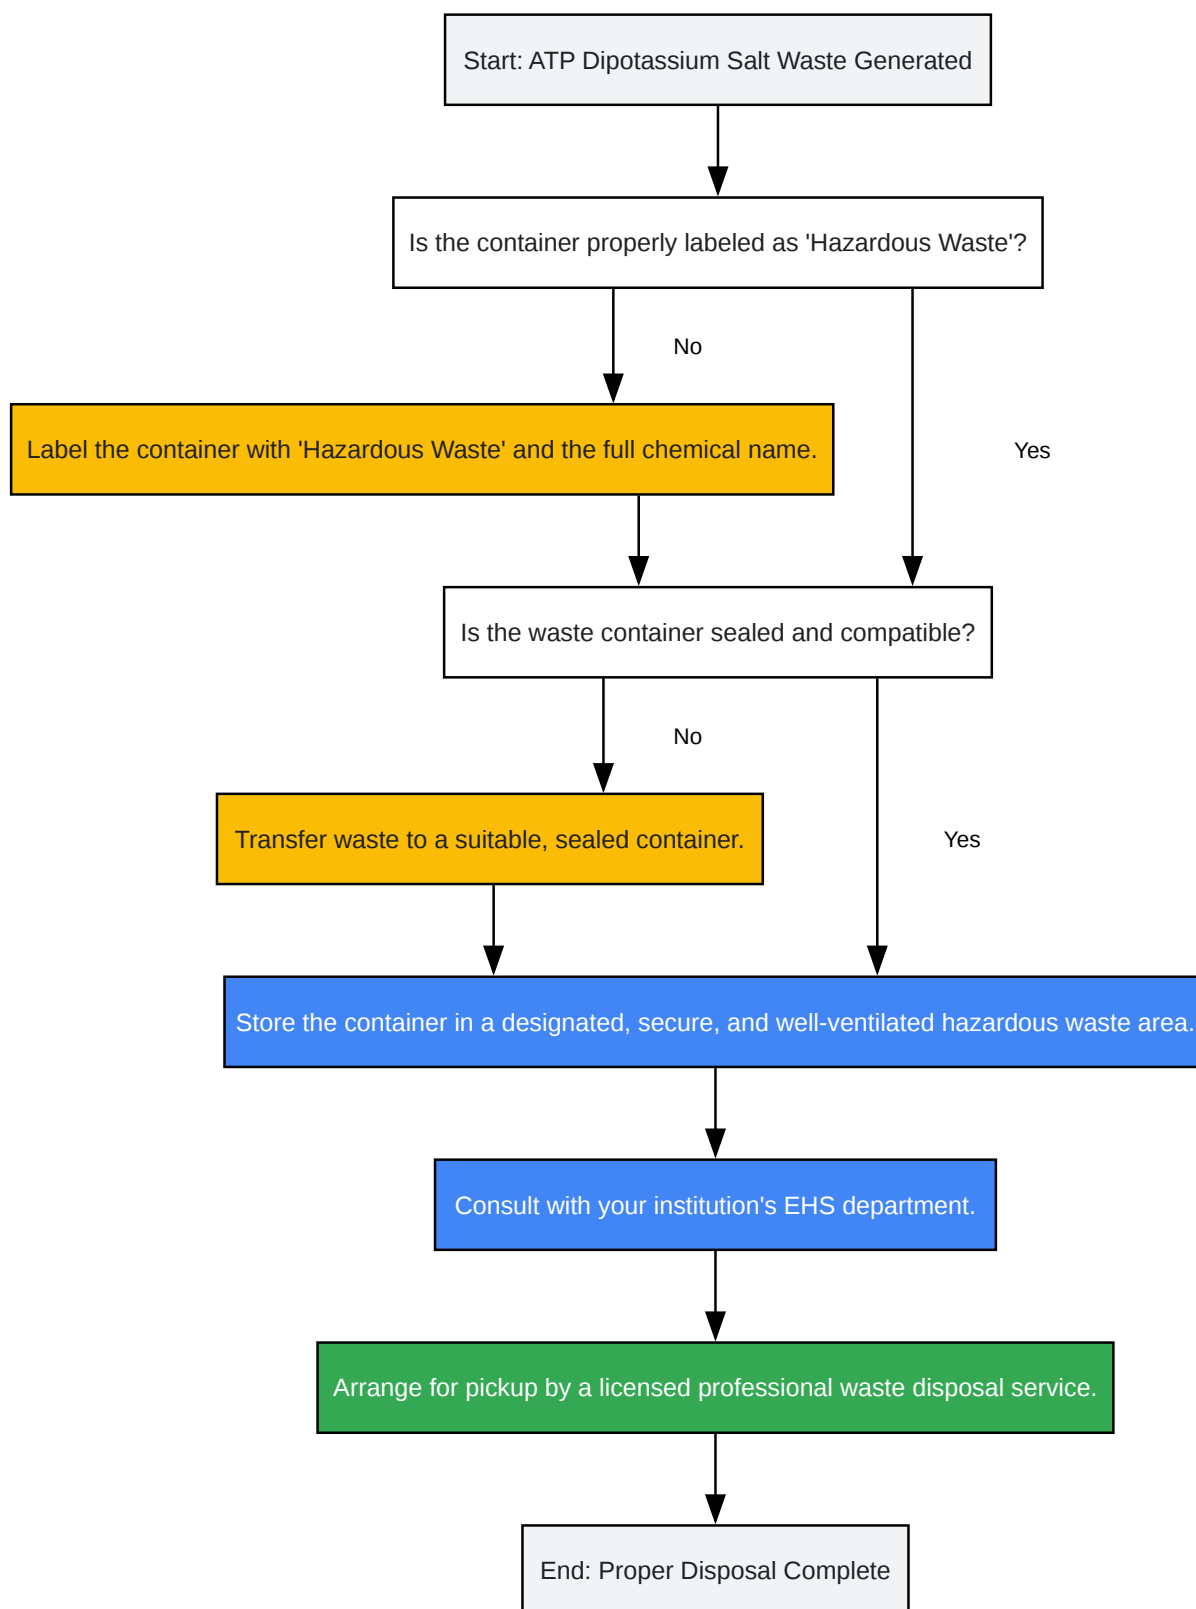 Start: ATP Dipotassium Salt Waste Generated
Is the container properly labeled as 'Hazardous Waste'?
No
Label the container with 'Hazardous Waste' and the full chemical name.
Yes
Is the waste container sealed and compatible?
No
Transfer waste to a suitable, sealed container.
Yes
Store the container in a designated, secure, and well-ventilated hazardous waste area.
Consult with your institution's EHS department.
Arrange for pickup by a licensed professional waste disposal service.
End: Proper Disposal Complete